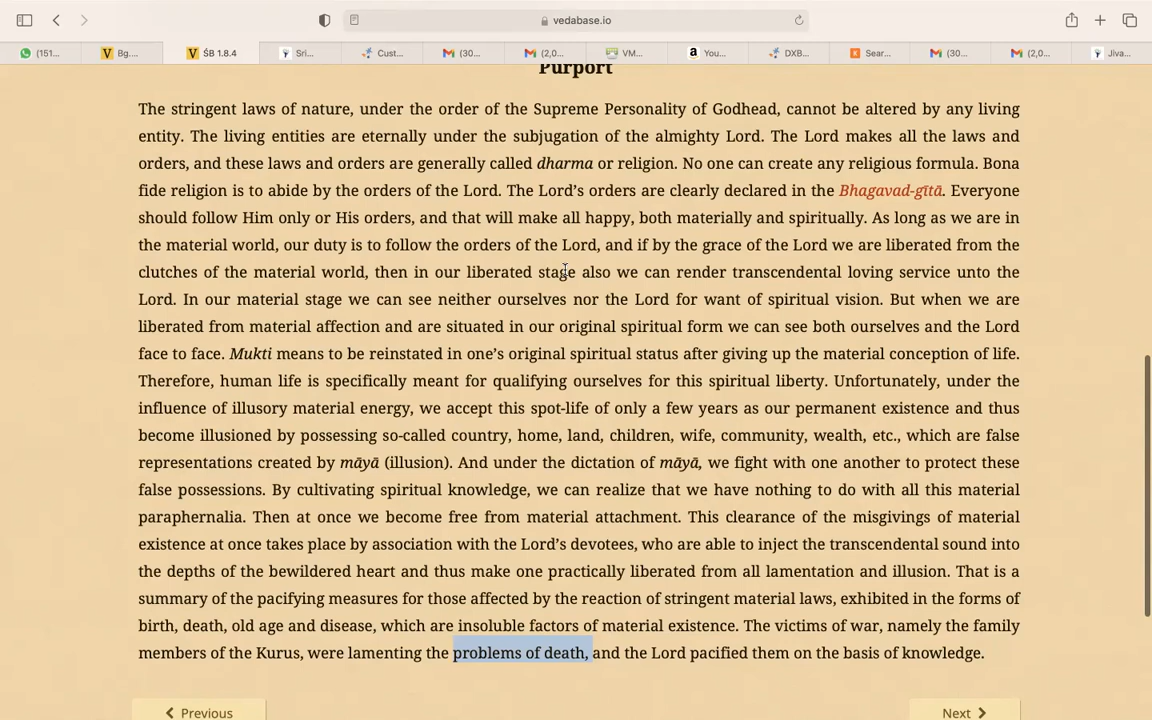 vedabase.io
(151...
Bg....
ŚB 1.8.4
Sri...
Cust...
(30...
(2,0...
VM...
You...
DXB...
Sear...
(30...
(2,0...
Jiva...
Purport
The stringent laws of nature, under the order of the Supreme Personality of Godhead, cannot be altered by any living
entity. The living entities are eternally under the subjugation of the almighty Lord. The Lord makes all the laws and
orders, and these laws and orders are generally called dharma or religion. No one can create any religious formula. Bona
fide religion is to abide by the orders of the Lord. The Lord’s orders are clearly declared in the Bhagavad-gītā. Everyone
should follow Him only or His orders, and that will make all happy, both materially and spiritually. As long as we are in
the material world, our duty is to follow the orders of the Lord, and if by the grace of the Lord we are liberated from the
clutches of the material world, then in our liberated stage also we can render transcendental loving service unto the
Lord. In our material stage we can see neither ourselves nor the Lord for want of spiritual vision. But when we are
liberated from material affection and are situated in our original spiritual form we can see both ourselves and the Lord
face to face. Mukti means to be reinstated in one’s original spiritual status after giving up the material conception of life.
Therefore, human life is specifically meant for qualifying ourselves for this spiritual liberty. Unfortunately, under the
influence of illusory material energy, we accept this spot-life of only a few years as our permanent existence and thus
become illusioned by possessing so-called country, home, land, children, wife, community, wealth, etc., which are false
representations created by māyā (illusion). And under the dictation of māyā, we fight with one another to protect these
false possessions. By cultivating spiritual knowledge, we can realize that we have nothing to do with all this material
paraphernalia. Then at once we become free from material attachment. This clearance of the misgivings of material
existence at once takes place by association with the Lord’s devotees, who are able to inject the transcendental sound into
the depths of the bewildered heart and thus make one practically liberated from all lamentation and illusion. That is a
summary of the pacifying measures for those affected by the reaction of stringent material laws, exhibited in the forms of
birth, death, old age and disease, which are insoluble factors of material existence. The victims of war, namely the family
members of the Kurus, were lamenting the problems of death, and the Lord pacified them on the basis of knowledge.
Previous
Next